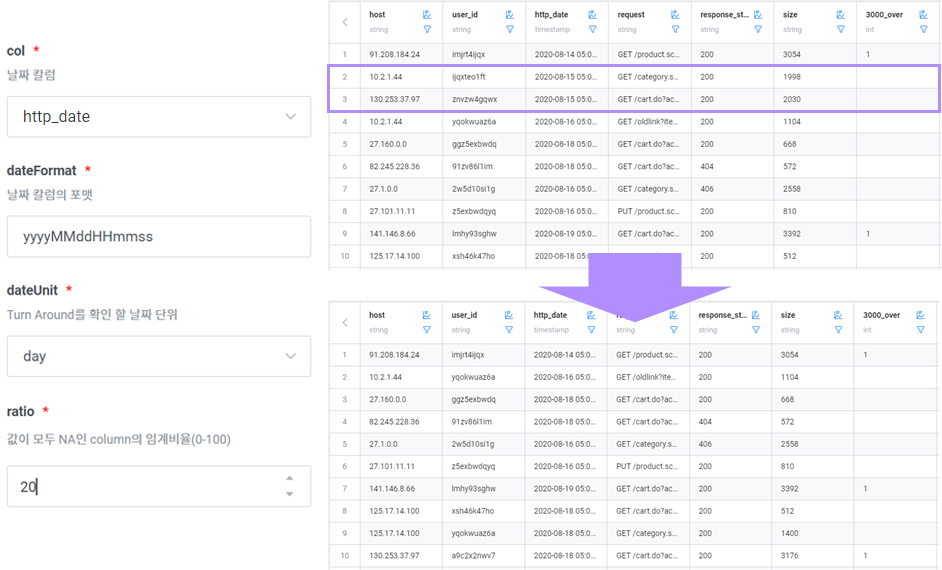 col *
날짜 칼럼
http_date
dateFormat *
날짜 칼럼의 포맷
yyyyMMddHHmmss
dateUnit *
Turn Around를 확인 할 날짜 단위
day
ratio *
값이 모두 NA인 column의 임계비율(0-100)
20
host user_id http_date request response_st... size 3000_over
string string timestamp string string string int
1 91.208.184.24 imjrt4ijqx 2020-08-14 05:0... GET /product.sc... 200 3054 1
2 10.2.1.44 ijqxteo1ft 2020-08-15 05:0... GET /category.s... 200 1998
3 130.253.37.97 znvzw4gqwx 2020-08-15 05:0... GET /cart.do?ac... 200 2030
4 10.2.1.44 yqokwuaz6a 2020-08-16 05:0... GET /oldlink?ite... 200 1104
5 27.160.0.0 ggz5exbwdq 2020-08-18 05:0... GET /cart.do?ac... 200 668
6 82.245.228.36 91zv86l1im 2020-08-18 05:0... GET /cart.do?ac... 404 572
7 27.1.0.0 2w5d10si1g 2020-08-16 05:0... GET /category.s... 406 2558
8 27.101.11.11 z5exbwdqyq 2020-08-16 05:0... PUT /product.sc... 200 810
9 141.146.8.66 lmhy93sghw 2020-08-19 05:0... GET /cart.do?ac... 200 3392 1
10 125.17.14.100 xsh46k47ho 2020-08-18 05:0... GET /cart.do?ac... 200 512
host user_id http_date response_st... size 3000_over
string string timestamp string string string int
1 91.208.184.24 imjrt4ijqx 2020-08-14 05:0... GET /product.sc... 200 3054 1
2 10.2.1.44 yqokwuaz6a 2020-08-16 05:0... GET /oldlink?ite... 200 1104
3 27.160.0.0 ggz5exbwdq 2020-08-18 05:0... GET /cart.do?ac... 200 668
4 82.245.228.36 91zv86l1im 2020-08-18 05:0... GET /cart.do?ac... 404 572
5 27.1.0.0 2w5d10si1g 2020-08-16 05:0... GET /category.s... 406 2558
6 27.101.11.11 z5exbwdqyq 2020-08-16 05:0... PUT /product.sc... 200 810
7 141.146.8.66 lmhy93sghw 2020-08-19 05:0... GET /cart.do?ac... 200 3392 1
8 125.17.14.100 xsh46k47ho 2020-08-18 05:0... GET /cart.do?ac... 200 512
9 125.17.14.100 yqokwuaz6a 2020-08-18 05:0... GET /category.s... 200 1400
10 130.253.37.97 a9c2x2nwv7 2020-08-18 05:0... GET /cart.do?ac... 200 3176 1